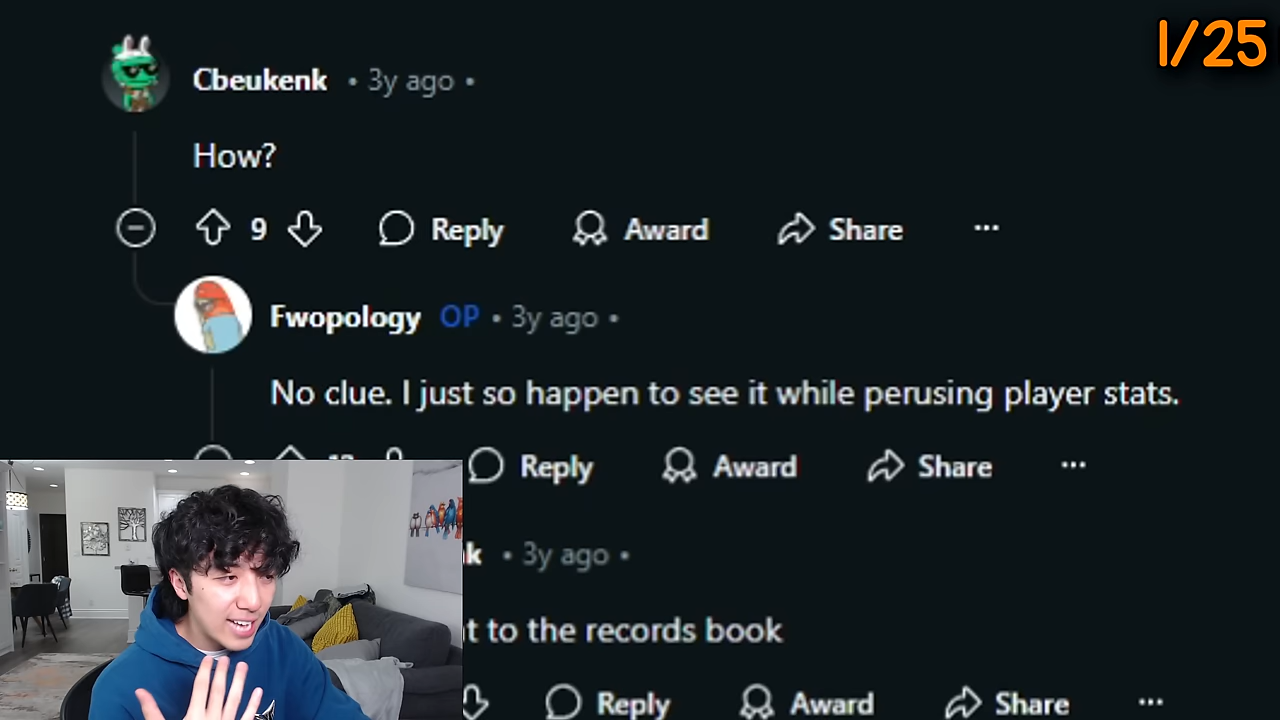 1/25
Cbeukenk • 3y ago •
How?
9 Reply Award Share ...
Fwopology OP • 3y ago •
No clue. I just so happen to see it while perusing player stats.
Reply Award Share ...
k • 3y ago •
t to the records book
Reply Award Share ...